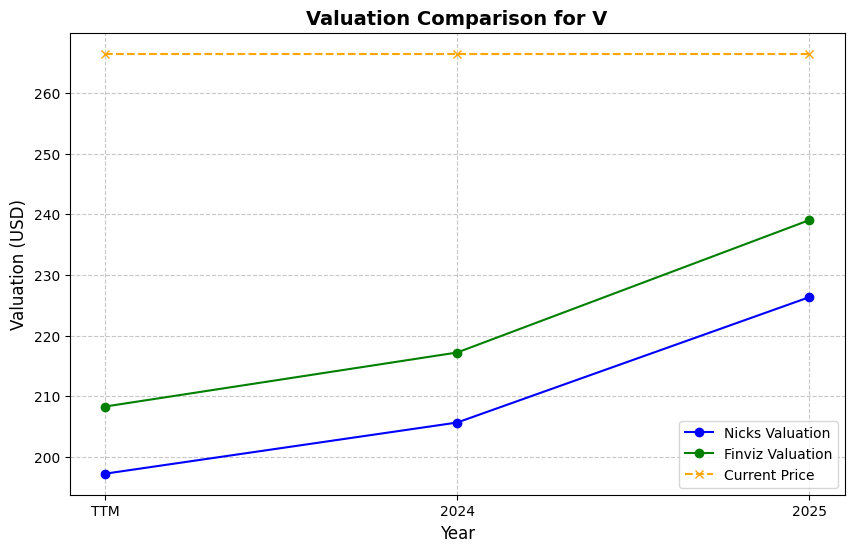 Valuation Comparison for V
Valuation (USD)
260
250
240
230
220
210
200
TTM
2024
2025
Year
Nicks Valuation
Finviz Valuation
Current Price